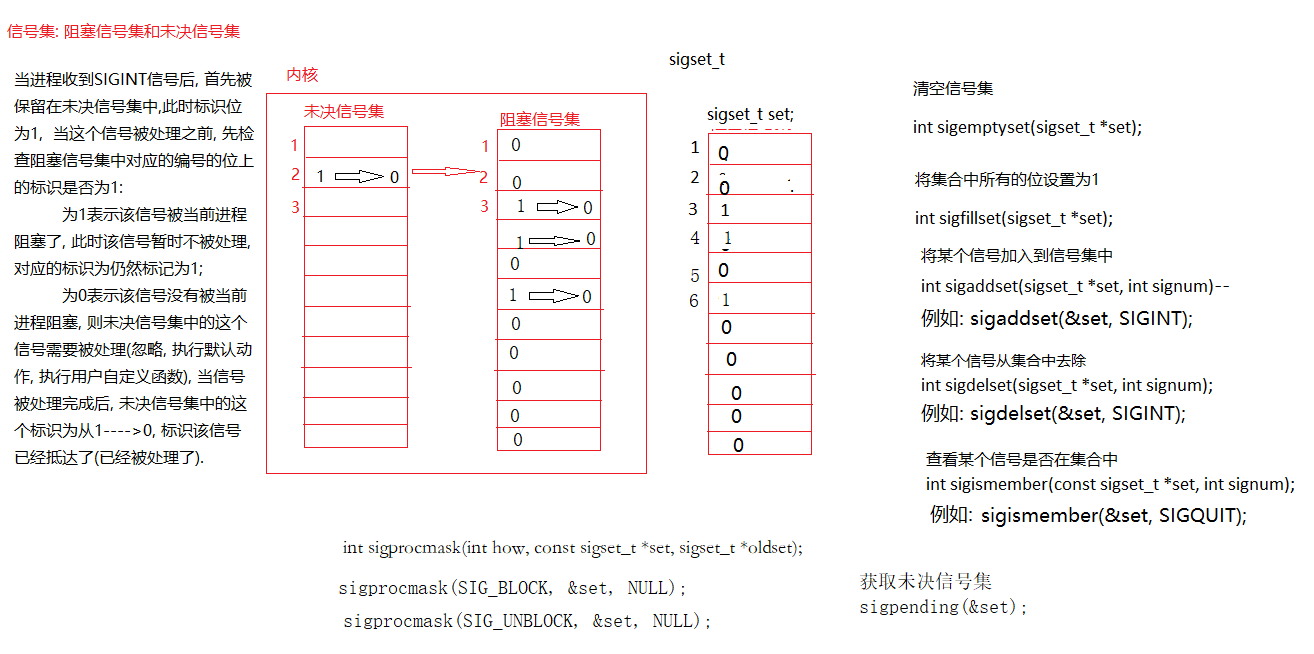 信号集: 阻塞信号集和未决信号集
当进程收到SIGINT信号后, 首先被
保留在未决信号集中,此时标识位
为1, 当这个信号被处理之前, 先检
查阻塞信号集中对应的编号的位上
的标识是否为1:
为1表示该信号被当前进程
阻塞了, 此时该信号暂时不被处理,
对应的标识为仍然标记为1;
为0表示该信号没有被当前
进程阻塞, 则未决信号集中的这个
信号需要被处理(忽略, 执行默认动
作, 执行用户自定义函数), 当信号
被处理完成后, 未决信号集中的这
个标识为从1---->0, 标识该信号
已经抵达了(已经被处理了).
内核
未决信号集
1
2 1 0
3
阻塞信号集
1 0
2 0
3 1 0
1 0
0
1 0
0
0
0
0
0
sigset_t
sigset_t set;
1 0
2 0
3 1
4 1
5 0
6 1
0
0
0
0
0
清空信号集
int sigemptyset(sigset_t *set);
将集合中所有的位设置为1
int sigfillset(sigset_t *set);
将某个信号加入到信号集中
int sigaddset(sigset_t *set, int signum)--
例如: sigaddset(&set, SIGINT);
将某个信号从集合中去除
int sigdelset(sigset_t *set, int signum);
例如: sigdelset(&set, SIGINT);
查看某个信号是否在集合中
int sigismember(const sigset_t *set, int signum);
例如: sigismember(&set, SIGQUIT);
int sigprocmask(int how, const sigset_t *set, sigset_t *oldset);
sigprocmask(SIG_BLOCK, &set, NULL);
sigprocmask(SIG_UNBLOCK, &set, NULL);
获取未决信号集
sigpending(&set);